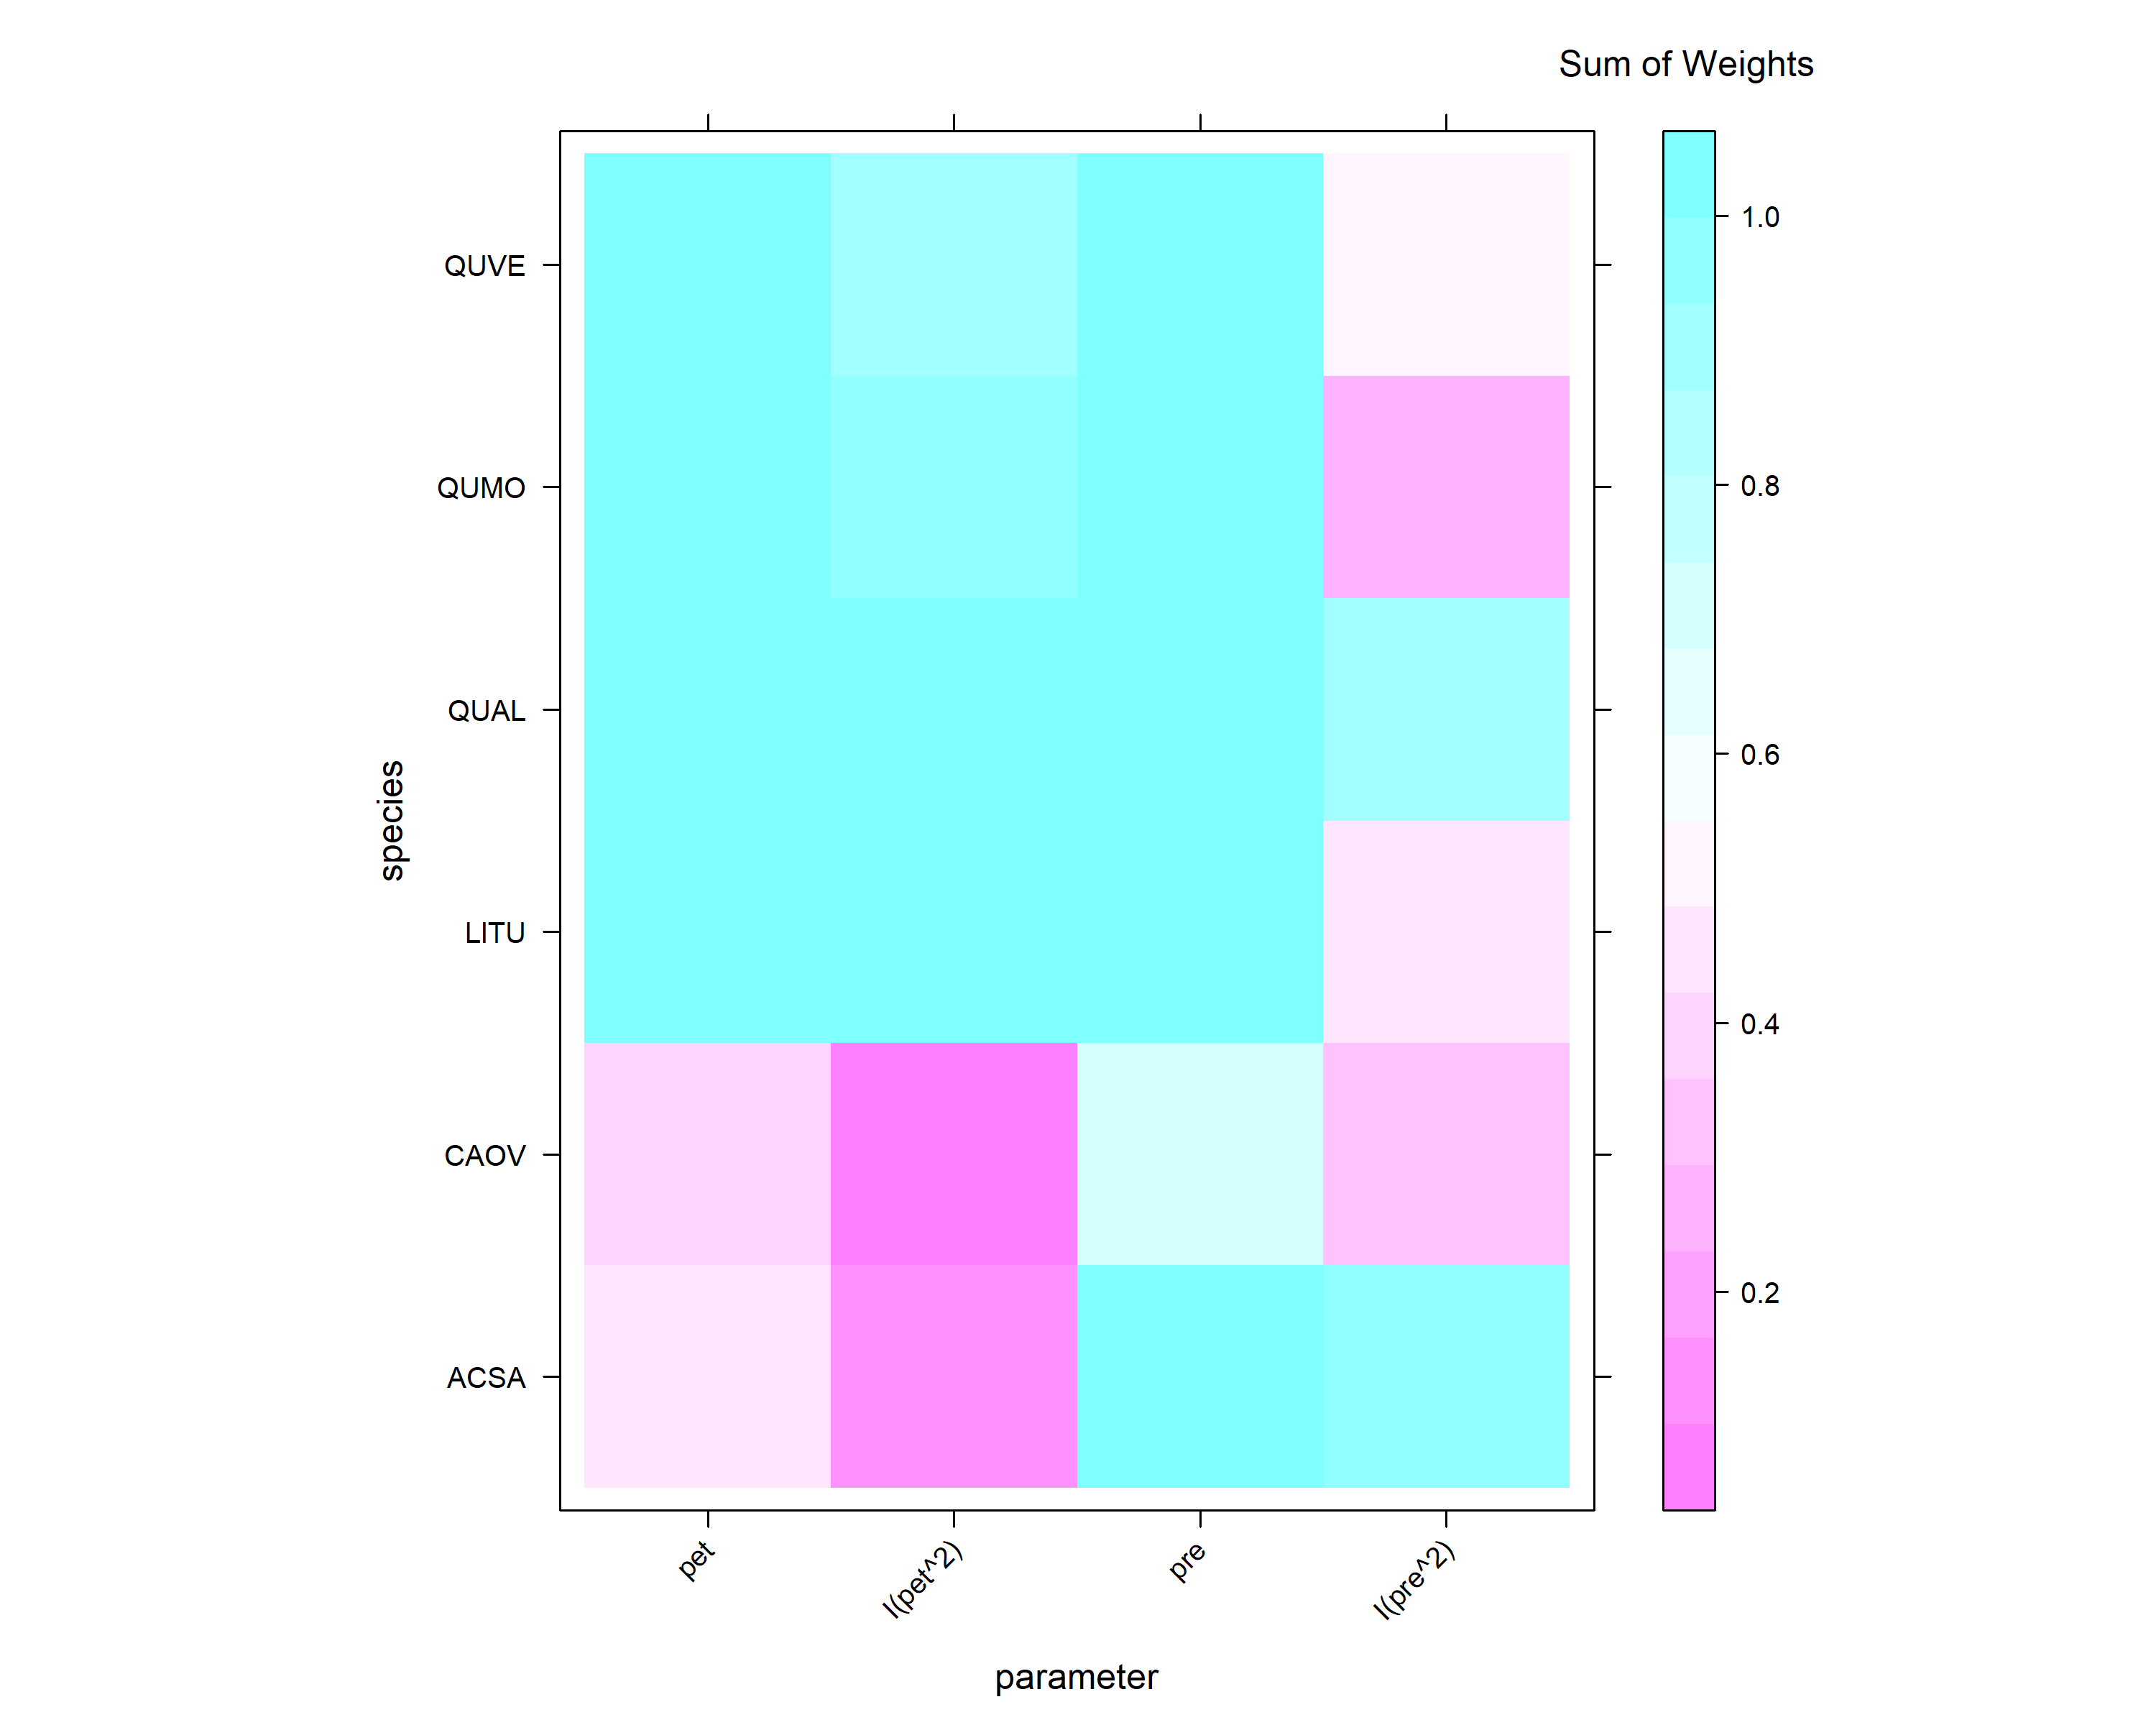 Sum of Weights
1.0
QUVE
QUMO
0.8
QUAL
0.6
species
LITU
0.4
CAOV
0.2
ACSA
pet
I(pet^2)
pre
I(pre^2)
parameter